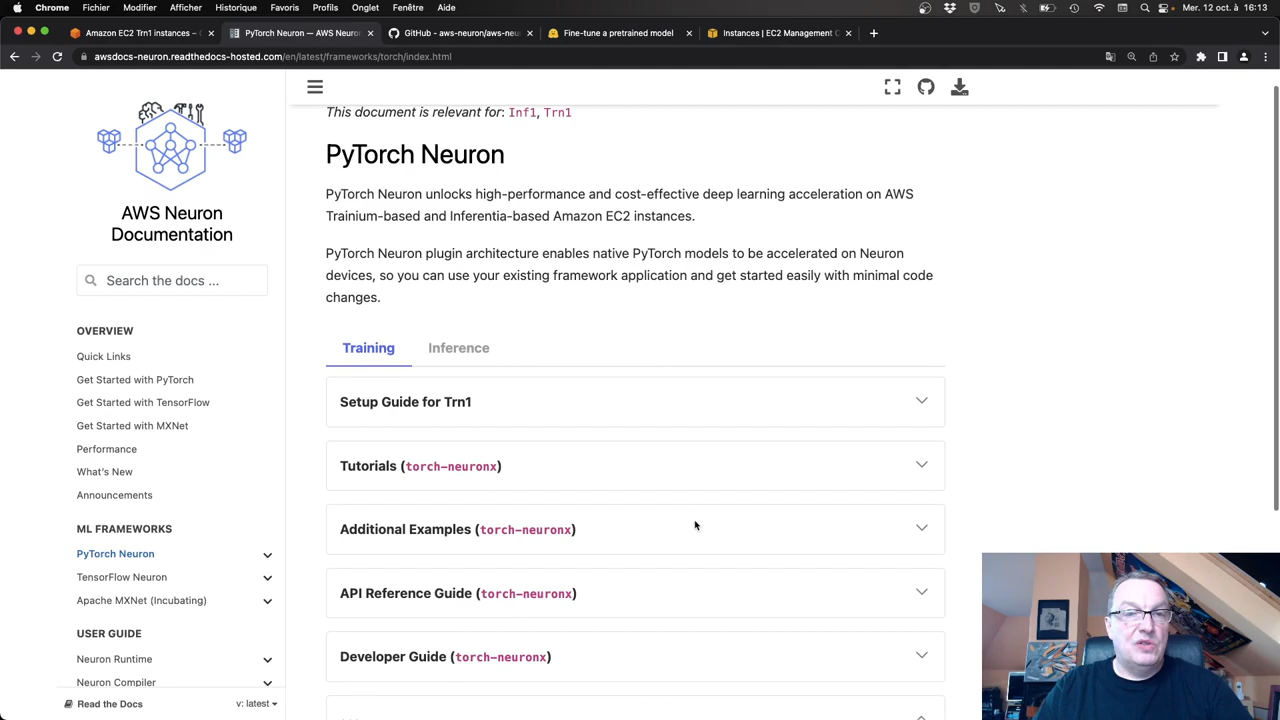 Chrome Fichier Modifier Afficher Historique Favoris Profils Onglet Fenêtre Aide
Mer. 12 oct. à 16:13
Amazon EC2 Trn1 instances –
PyTorch Neuron — AWS Neuron
GitHub - aws-neuron/aws-neu
Fine-tune a pretrained model
Instances | EC2 Management C
awsdocs-neuron.readthedocs-hosted.com/en/latest/frameworks/torch/index.html
AWS Neuron
Documentation
Search the docs ...
OVERVIEW
Quick Links
Get Started with PyTorch
Get Started with TensorFlow
Get Started with MXNet
Performance
What's New
Announcements
ML FRAMEWORKS
PyTorch Neuron
TensorFlow Neuron
Apache MXNet (Incubating)
USER GUIDE
Neuron Runtime
Neuron Compiler
Read the Docs
v: latest
This document is relevant for: Inf1, Trn1
PyTorch Neuron
PyTorch Neuron unlocks high-performance and cost-effective deep learning acceleration on AWS
Trainium-based and Inferentia-based Amazon EC2 instances.
PyTorch Neuron plugin architecture enables native PyTorch models to be accelerated on Neuron
devices, so you can use your existing framework application and get started easily with minimal code
changes.
Training Inference
Setup Guide for Trn1
Tutorials (torch-neuronx)
Additional Examples (torch-neuronx)
API Reference Guide (torch-neuronx)
Developer Guide (torch-neuronx)